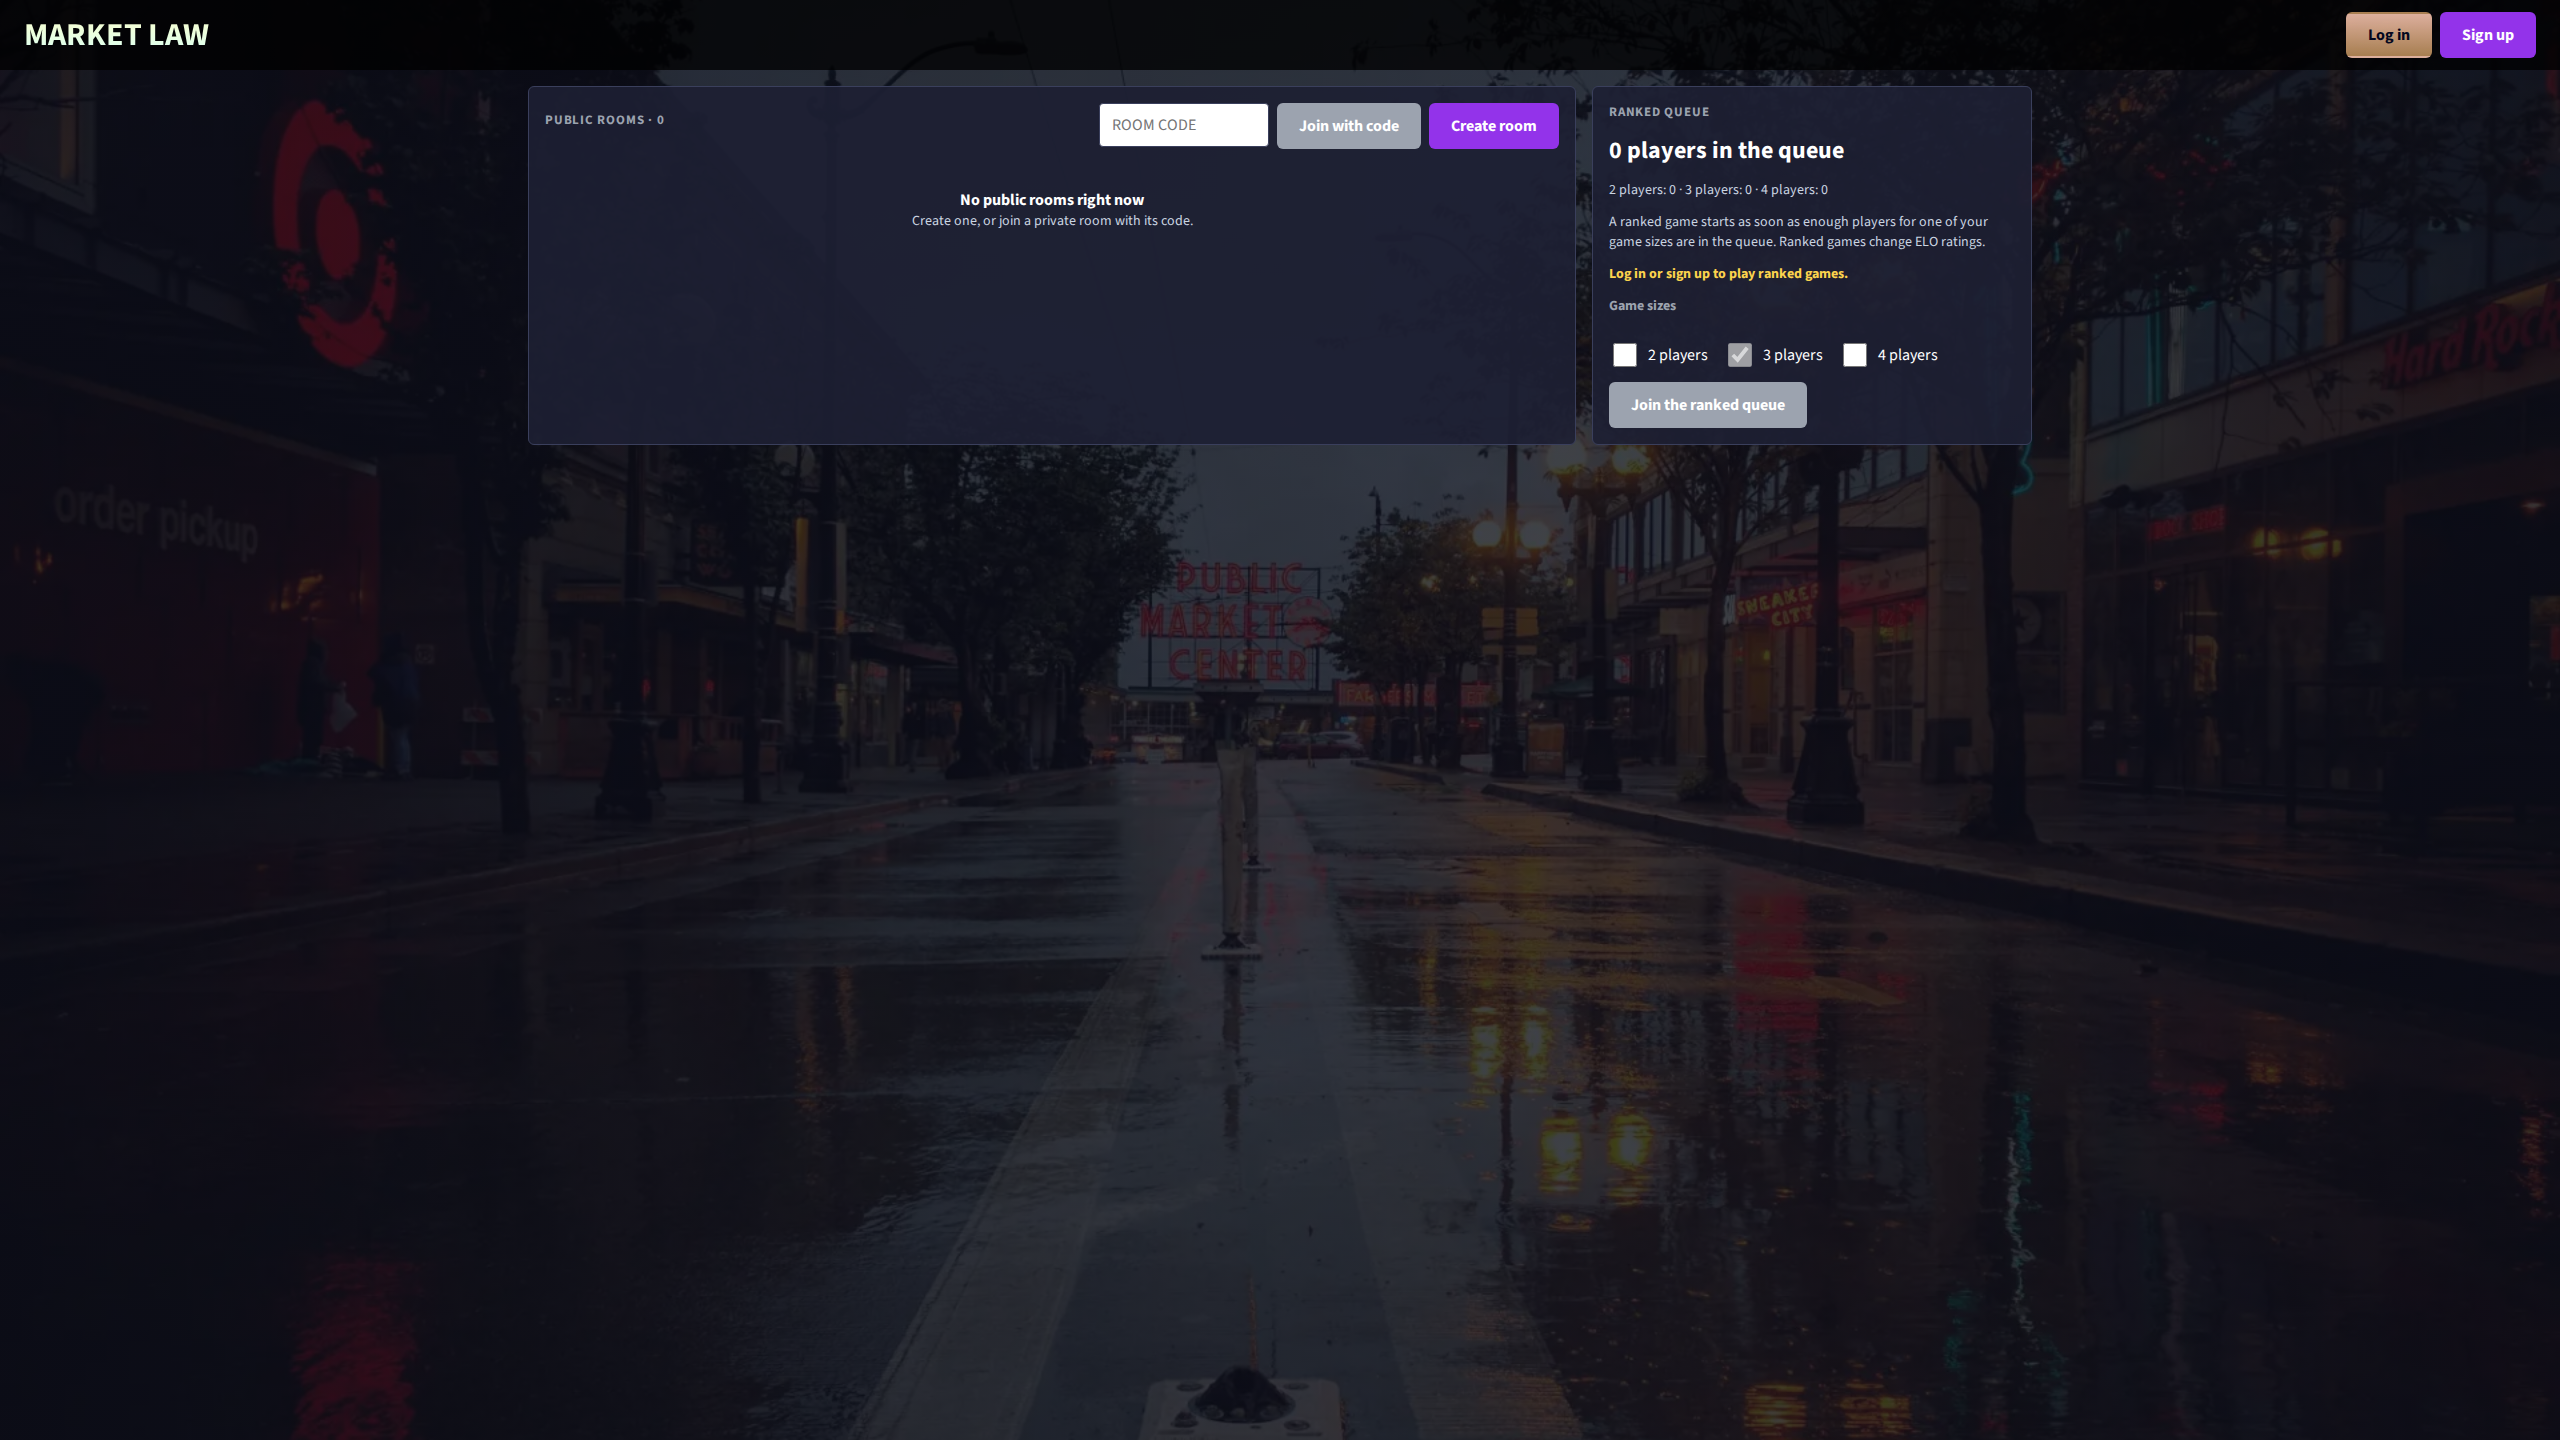 MARKET LAW
Log in
Sign up
PUBLIC ROOMS · 0
ROOM CODE
Join with code
Create room
No public rooms right now
Create one, or join a private room with its code.
RANKED QUEUE
0 players in the queue
2 players: 0 · 3 players: 0 · 4 players: 0
A ranked game starts as soon as enough players for one of your
game sizes are in the queue. Ranked games change ELO ratings.
Log in or sign up to play ranked games.
Game sizes
2 players
3 players
4 players
Join the ranked queue
order pickup
PUBLIC
MARKET
CENTER
SNEAKER
CITY
Hard Rock